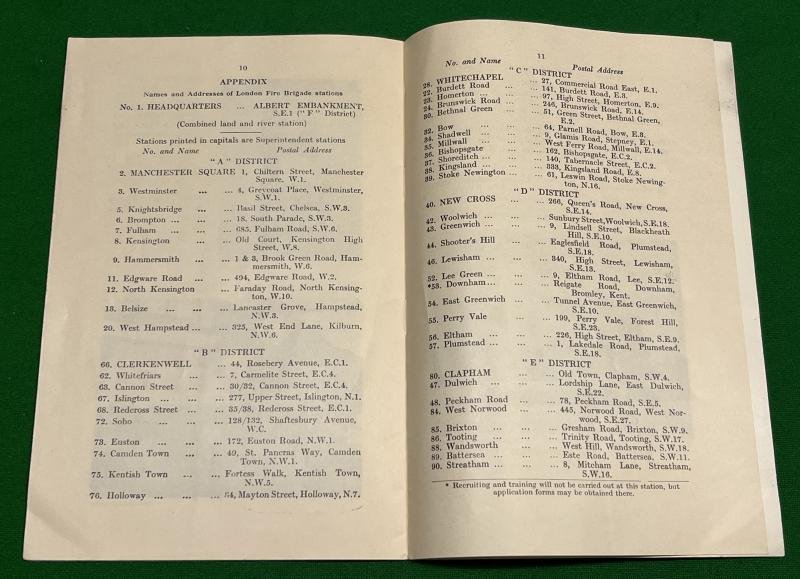 10
APPENDIX
Names and Addresses of London Fire Brigade stations
No. 1. HEADQUARTERS ... ALBERT EMBANKMENT,
S.E.1 ("F" District)
(Combined land and river station)
Stations printed in capitals are Superintendent stations.
No. and Name Postal Address
"A" DISTRICT
2. MANCHESTER SQUARE 1, Chiltern Street, Manchester
Square, W.1.
3. Westminster ... ... 4, Greycoat Place, Westminster,
S.W.1.
5. Knightsbridge ... ... Basil Street, Chelsea, S.W.3.
6. Brompton ... ... ... 18, South Parade, S.W.3.
7. Fulham ... ... ... 685, Fulham Road, S.W.6.
8. Kensington ... ... Old Court, Kensington High
Street, W.8.
9. Hammersmith ... ... 1 & 3, Brook Green Road, Ham-
mersmith, W.6.
11. Edgware Road ... ... 494, Edgware Road, W.2.
12. North Kensington ... Faraday Road, North Kensing-
ton, W.10.
18. Belsize ... ... ... Lancaster Grove, Hampstead,
N.W.3.
20. West Hampstead ... ... 325, West End Lane, Kilburn,
N.W.6.
"B" DISTRICT
66. CLERKENWELL ... 44, Rosebery Avenue, E.C.1.
62. Whitefriars ... ... 7, Carmelite Street, E.C.4.
63. Cannon Street ... ... 30/32, Cannon Street, E.C.4.
67. Islington ... ... ... 277, Upper Street, Islington, N.1.
68. Redcross Street ... ... 35/38, Redcross Street, E.C.1.
72. Soho ... ... ... 128/132, Shaftesbury Avenue,
W.C.
73. Euston ... ... ... 172, Euston Road, N.W.1.
74. Camden Town ... ... 49, St. Pancras Way, Camden
Town, N.W.1.
75. Kentish Town ... ... Fortess Walk, Kentish Town,
N.W.5.
76. Holloway ... ... ... 84, Mayton Street, Holloway, N.7.
11
No. and Name Postal Address
"C" DISTRICT
28. WHITECHAPEL ... 27, Commercial Road East, E.1.
22. Burdett Road ... ... 141, Burdett Road, E.3.
23. Homerton ... ... ... 97, High Street, Homerton, E.9.
24. Brunswick Road ... ... 246, Brunswick Road, E.14.
30. Bethnal Green ... ... 51, Green Street, Bethnal Green,
E.2.
32. Bow ... ... ... 64, Parnell Road, Bow, E.3.
34. Shadwell ... ... ... 9, Glamis Road, Stepney, E.1.
35. Millwall ... ... ... West Ferry Road, Millwall, E.14.
36. Bishopsgate ... ... 162, Bishopsgate, E.C.2.
37. Shoreditch ... ... ... 140, Tabernacle Street, E.C.2.
38. Kingsland ... ... ... 333, Kingsland Road, E.8.
39. Stoke Newington ... ... 61, Leswin Road, Stoke Newing-
ton, N.16.
"D" DISTRICT
40. NEW CROSS ... ... 266, Queen's Road, New Cross,
S.E.14.
42. Woolwich ... ... ... Sunbury Street, Woolwich, S.E.18.
43. Greenwich ... ... ... 9, Lindsell Street, Blackheath
Hill, S.E.10.
44. Shooter's Hill ... ... Eaglesfield Road, Plumstead,
S.E.18.
46. Lewisham ... ... ... 340, High Street, Lewisham,
S.E.13.
52. Lee Green ... ... ... 9, Eltham Road, Lee, S.E.12.
*53. Downham ... ... ... Reigate Road, Downham,
Bromley, Kent.
54. East Greenwich ... ... Tunnel Avenue, East Greenwich,
S.E.10.
55. Perry Vale ... ... 199, Perry Vale, Forest Hill,
S.E.23.
56. Eltham ... ... ... 226, High Street, Eltham, S.E.9.
57. Plumstead ... ... ... 1, Lakedale Road, Plumstead,
S.E.18.
"E" DISTRICT
80. CLAPHAM ... ... Old Town, Clapham, S.W.4.
47. Dulwich ... ... ... Lordship Lane, East Dulwich,
S.E.22.
48. Peckham Road ... ... 78, Peckham Road, S.E.5.
84. West Norwood ... ... 445, Norwood Road, West Nor-
wood, S.E.27.
85. Brixton ... ... ... Gresham Road, Brixton, S.W.9.
86. Tooting ... ... ... Trinity Road, Tooting, S.W.17.
88. Wandsworth ... ... West Hill, Wandsworth, S.W.18.
89. Battersea ... ... ... Este Road, Battersea, S.W.11.
90. Streatham ... ... ... 8, Mitcham Lane, Streatham,
S.W.16.
* Recruiting and training will not be carried out at this station, but
application forms may be obtained there.